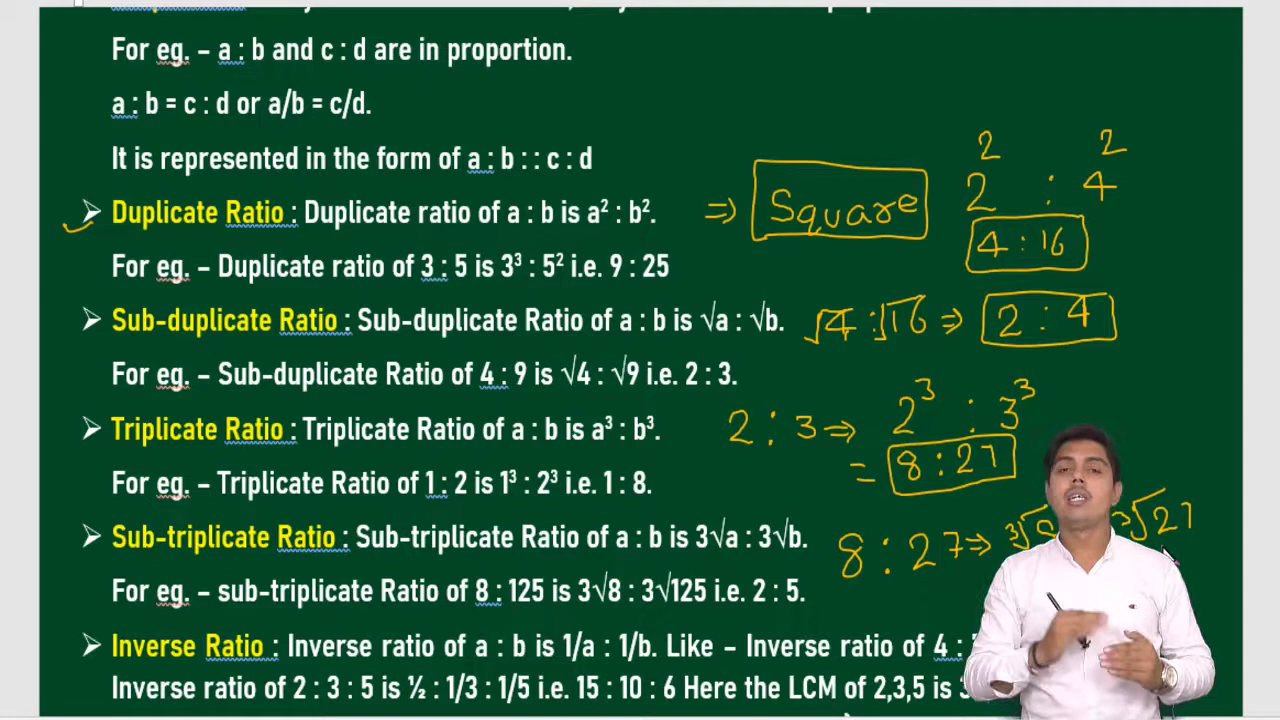 For eg. – a : b and c : d are in proportion.
a : b = c : d or a/b = c/d.
It is represented in the form of a : b : : c : d
2 2
2 : 4
➢ Duplicate Ratio : Duplicate ratio of a : b is a² : b². ⇒ Square
4 : 16
For eg. – Duplicate ratio of 3 : 5 is 3³ : 5² i.e. 9 : 25
➢ Sub-duplicate Ratio : Sub-duplicate Ratio of a : b is √a : √b. √4 : √16 ⇒ 2 : 4
For eg. – Sub-duplicate Ratio of 4 : 9 is √4 : √9 i.e. 2 : 3.
➢ Triplicate Ratio : Triplicate Ratio of a : b is a³ : b³. 2 : 3 ⇒ 2³ : 3³
= 8 : 27
For eg. – Triplicate Ratio of 1 : 2 is 1³ : 2³ i.e. 1 : 8.
➢ Sub-triplicate Ratio : Sub-triplicate Ratio of a : b is 3√a : 3√b. 8 : 27 ⇒ ³√ ³√27
For eg. – sub-triplicate Ratio of 8 : 125 is 3√8 : 3√125 i.e. 2 : 5.
➢ Inverse Ratio : Inverse ratio of a : b is 1/a : 1/b. Like – Inverse ratio of 4 :
Inverse ratio of 2 : 3 : 5 is ½ : 1/3 : 1/5 i.e. 15 : 10 : 6 Here the LCM of 2,3,5 is